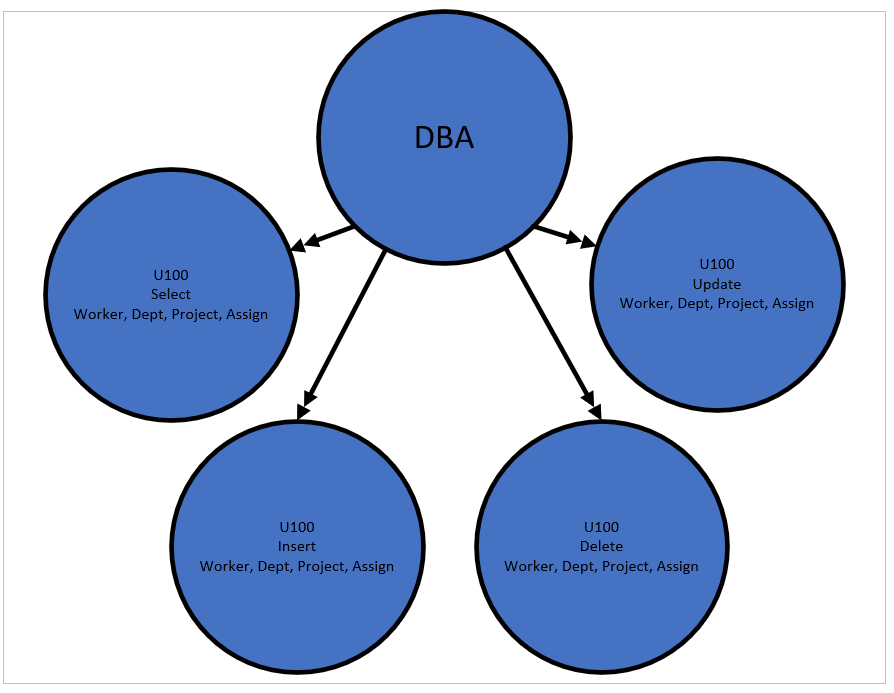 DBA
U100
Select
Worker, Dept, Project, Assign
U100
Update
Worker, Dept, Project, Assign
U100
Insert
Worker, Dept, Project, Assign
U100
Delete
Worker, Dept, Project, Assign